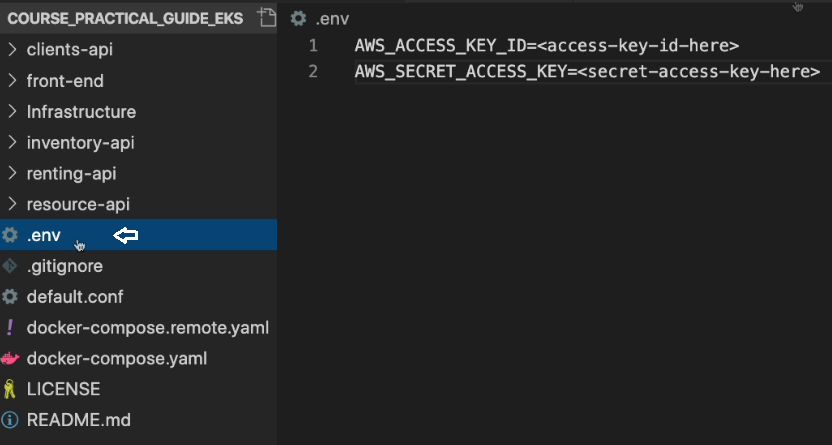 COURSE_PRACTICAL_GUIDE_EKS
clients-api
front-end
Infrastructure
inventory-api
renting-api
resource-api
.env
.gitignore
default.conf
docker-compose.remote.yaml
docker-compose.yaml
LICENSE
README.md
.env
1 AWS_ACCESS_KEY_ID=<access-key-id-here>
2 AWS_SECRET_ACCESS_KEY=<secret-access-key-here>